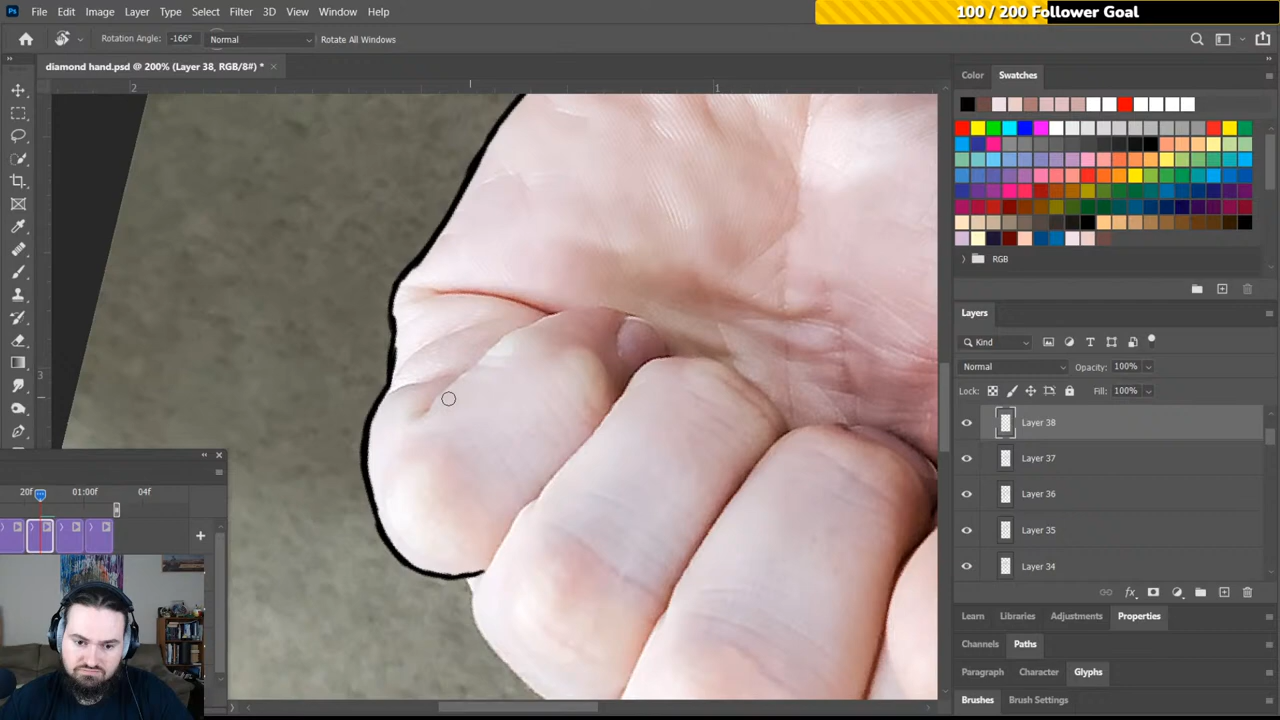 100 / 200 Follower Goal
Ps File Edit Image Layer Type Select Filter 3D View Window Help
Rotation Angle: -166° Normal Rotate All Windows
diamond hand.psd @ 200% (Layer 38, RGB/8#) *
2 1
3
Color Swatches
RGB
Layers
Kind
Normal Opacity: 100%
Lock: Fill: 100%
Layer 38
Layer 37
Layer 36
Layer 35
Layer 34
fx
20f 01:00f 04f
Learn Libraries Adjustments Properties
Channels Paths
Paragraph Character Glyphs
Brushes Brush Settings